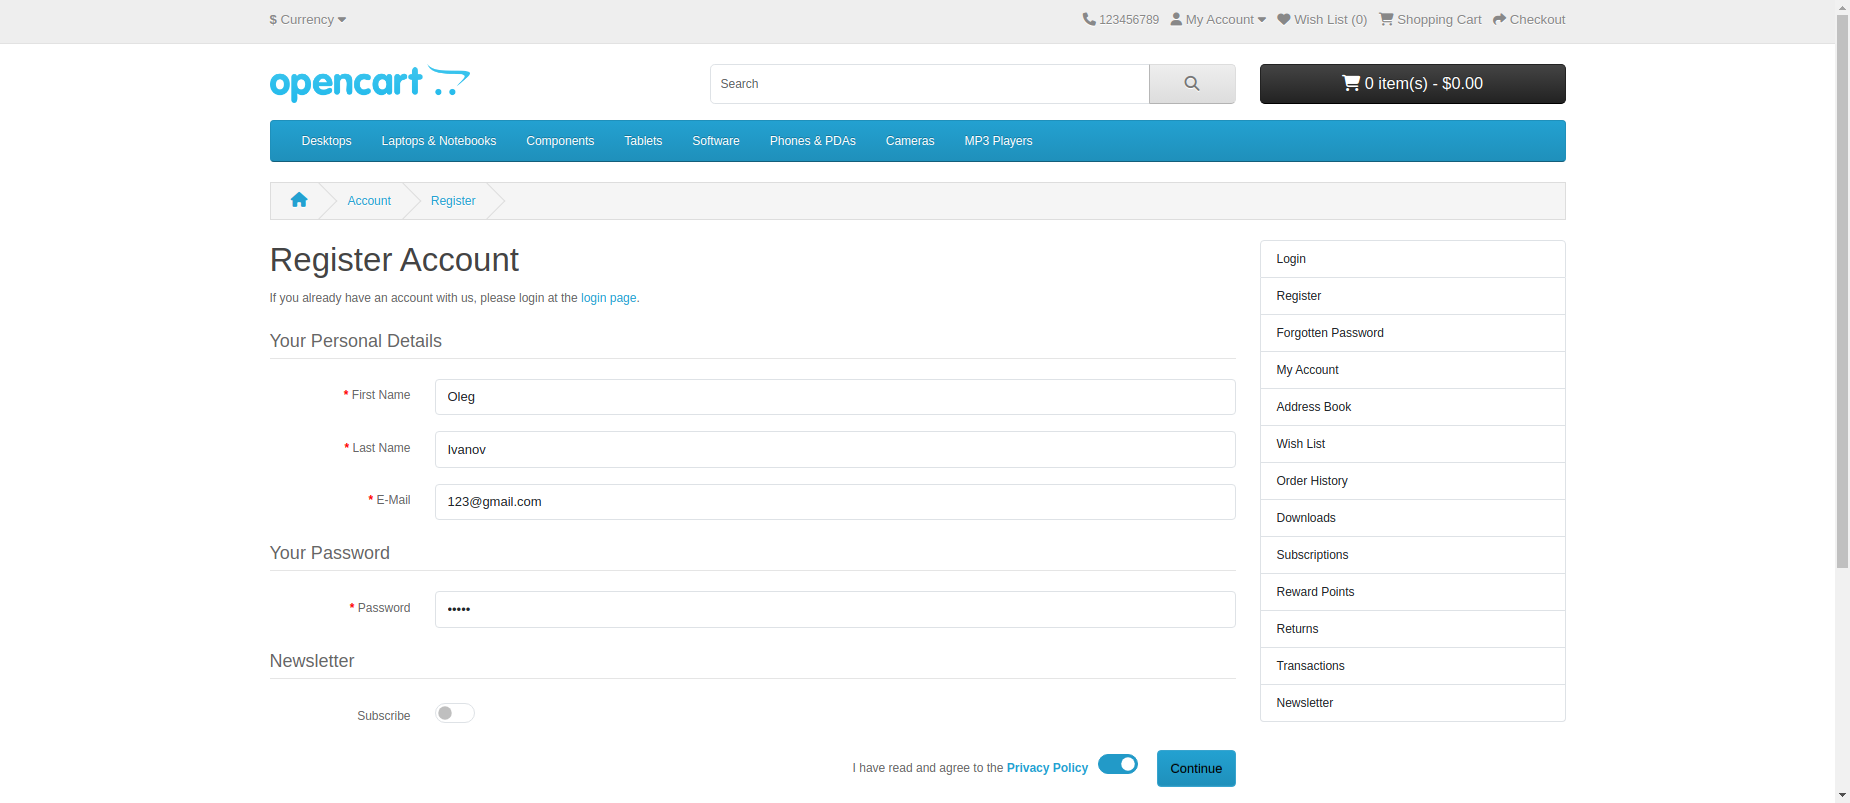 $ Currency
123456789 My Account Wish List (0) Shopping Cart Checkout
opencart
Search
0 item(s) - $0.00
Desktops Laptops & Notebooks Components Tablets Software Phones & PDAs Cameras MP3 Players
Account Register
Register Account
If you already have an account with us, please login at the login page.
Your Personal Details
* First Name Oleg
* Last Name Ivanov
* E-Mail 123@gmail.com
Your Password
* Password •••••
Newsletter
Subscribe
I have read and agree to the Privacy Policy Continue
Login
Register
Forgotten Password
My Account
Address Book
Wish List
Order History
Downloads
Subscriptions
Reward Points
Returns
Transactions
Newsletter